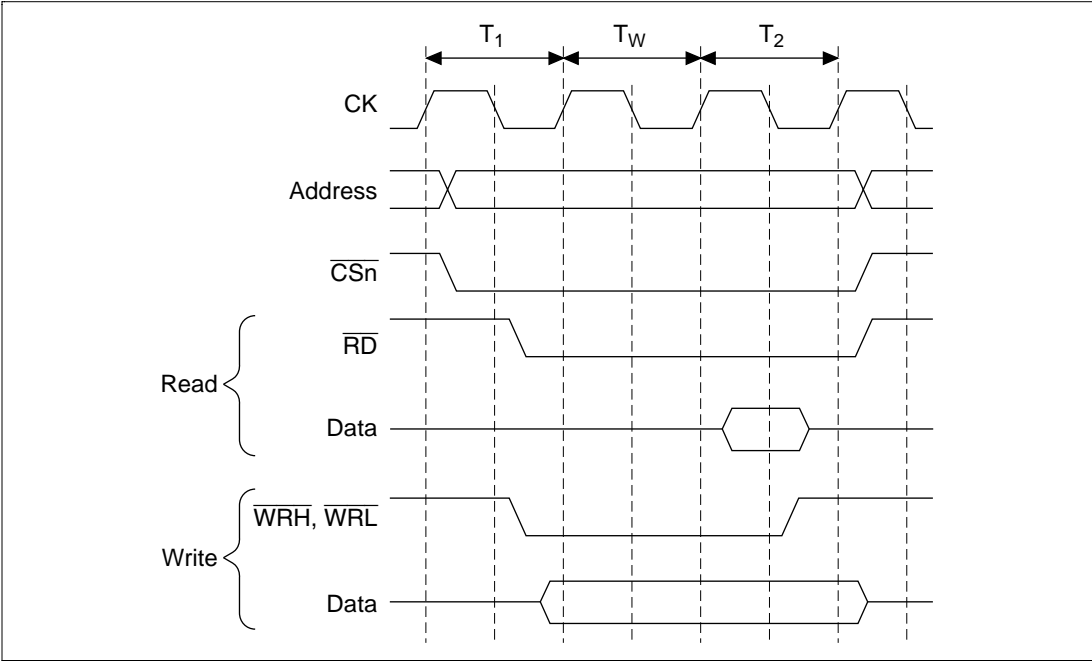 T1 TW T2
CK
Address
CSn
RD
Read
Data
WRH, WRL
Write
Data